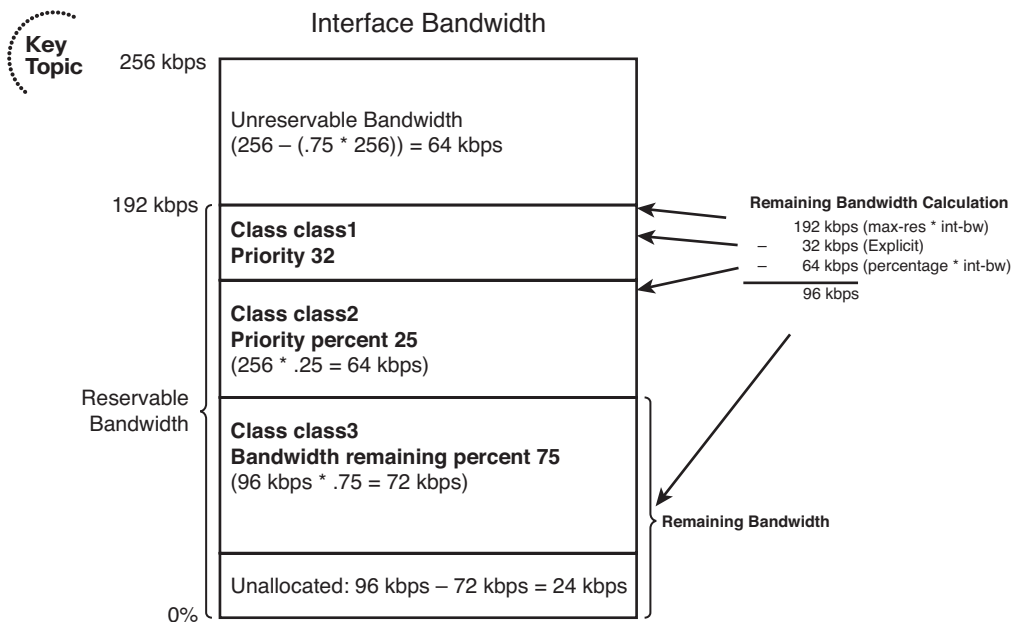 Interface Bandwidth
Key
Topic
256 kbps
Unreservable Bandwidth
(256 – (.75 * 256)) = 64 kbps
192 kbps
Class class1
Priority 32
Remaining Bandwidth Calculation
192 kbps (max-res * int-bw)
– 32 kbps (Explicit)
– 64 kbps (percentage * int-bw)
96 kbps
Class class2
Priority percent 25
(256 * .25 = 64 kbps)
Reservable
Bandwidth
Class class3
Bandwidth remaining percent 75
(96 kbps * .75 = 72 kbps)
Remaining Bandwidth
Unallocated: 96 kbps – 72 kbps = 24 kbps
0%